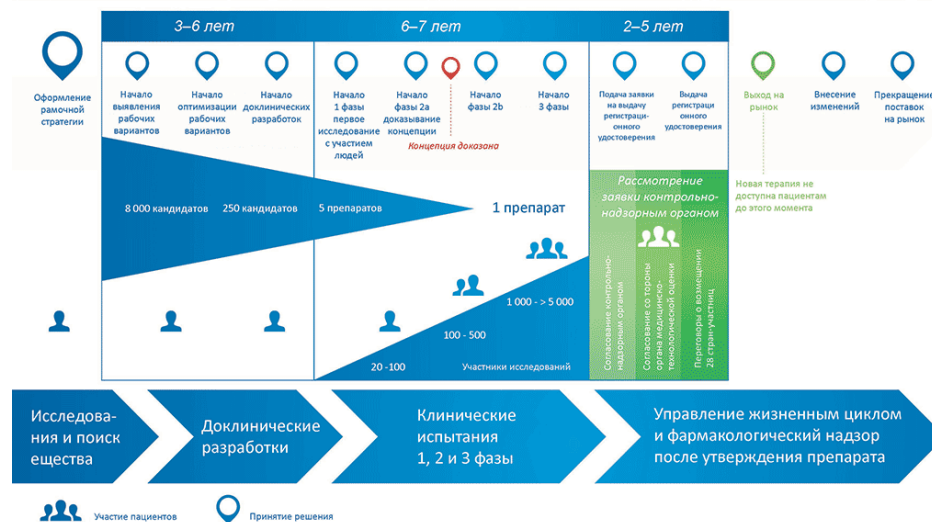 3–6 лет
6–7 лет
2–5 лет
Оформление
рамочной
стратегии
Начало
выявления
рабочих
вариантов
Начало
оптимизации
рабочих
вариантов
Начало
доклинических
разработок
Начало
1 фазы
первое
исследование
с участием
людей
Начало
фазы 2a
доказывание
концепции
Концепция доказана
Начало
фазы 2b
Начало
3 фазы
Подача заявки
на выдачу
регистраци-
онного
удостоверения
Выдача
регистраци
онного
удостоверения
Выход на
рынок
Внесение
изменений
Прекращение
поставок
на рынок
8 000 кандидатов
250 кандидатов
5 препаратов
1 препарат
Рассмотрение
заявки контрольно-
надзорным органом
Новая терапия не
доступна пациентам
до этого момента
Согласование контрольно-
надзорным органом
Согласование со тороны
органа медицинско-
технологической оценки
Переговоры о возмещении
28 стран-участниц
20 -100
100 - 500
1 000 - > 5 000
Участники исследований
Исследова-
ния и поиск
ещества
Доклинические
разработки
Клинические
испытания
1, 2 и 3 фазы
Управление жизненным циклом
и фармакологический надзор
после утверждения препарата
Участие пациентов
Принятие решения